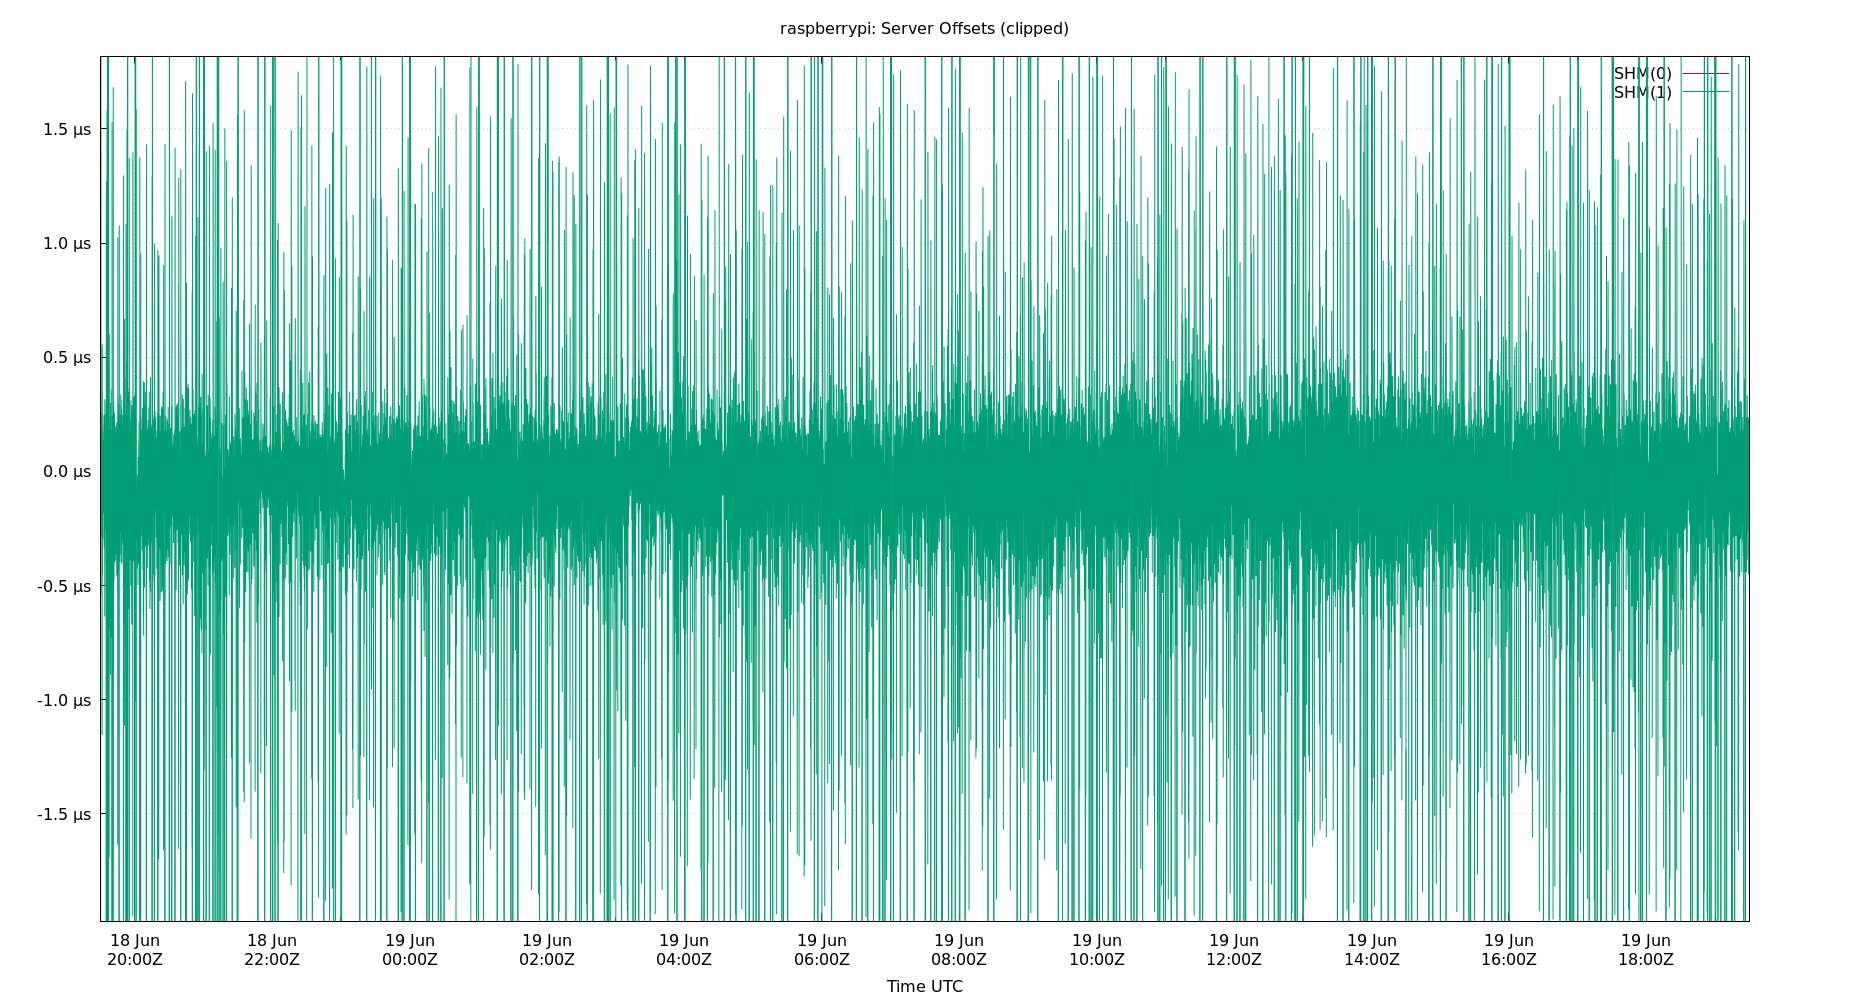 raspberrypi: Server Offsets (clipped)
SHM(0)
SHM(1)
1.5 µs
1.0 µs
0.5 µs
0.0 µs
-0.5 µs
-1.0 µs
-1.5 µs
18 Jun 18 Jun 19 Jun 19 Jun 19 Jun 19 Jun 19 Jun 19 Jun 19 Jun 19 Jun 19 Jun 19 Jun
20:00Z 22:00Z 00:00Z 02:00Z 04:00Z 06:00Z 08:00Z 10:00Z 12:00Z 14:00Z 16:00Z 18:00Z
Time UTC